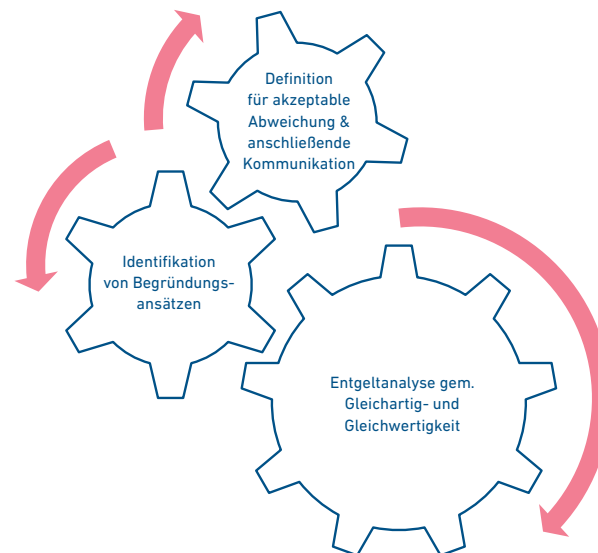 Definition
für akzeptable
Abweichung &
anschließende
Kommunikation
Identifikation
von Begründungs-
ansätzen
Entgeltanalyse gem.
Gleichartig- und
Gleichwertigkeit